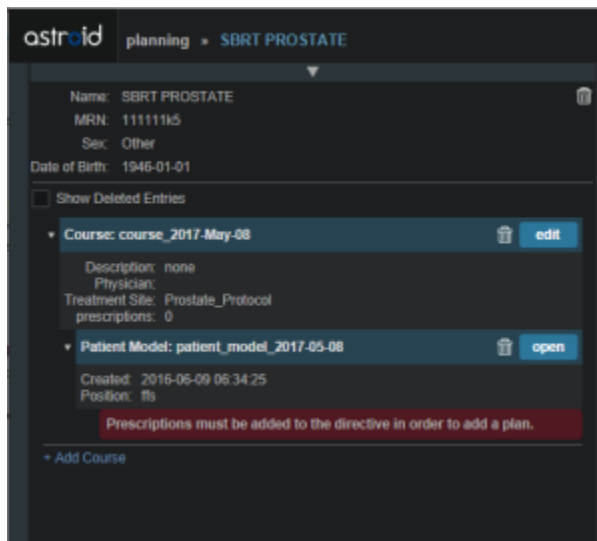 astroid planning » SBRT PROSTATE
Name: SBRT PROSTATE
MRN: 111111k5
Sex: Other
Date of Birth: 1946-01-01
Show Deleted Entries
Course: course_2017-May-08 edit
Description: none
Physician:
Treatment Site: Prostate_Protocol
prescriptions: 0
Patient Model: patient_model_2017-05-08 open
Created: 2016-06-09 06:34:25
Position: ffs
Prescriptions must be added to the directive in order to add a plan.
+ Add Course